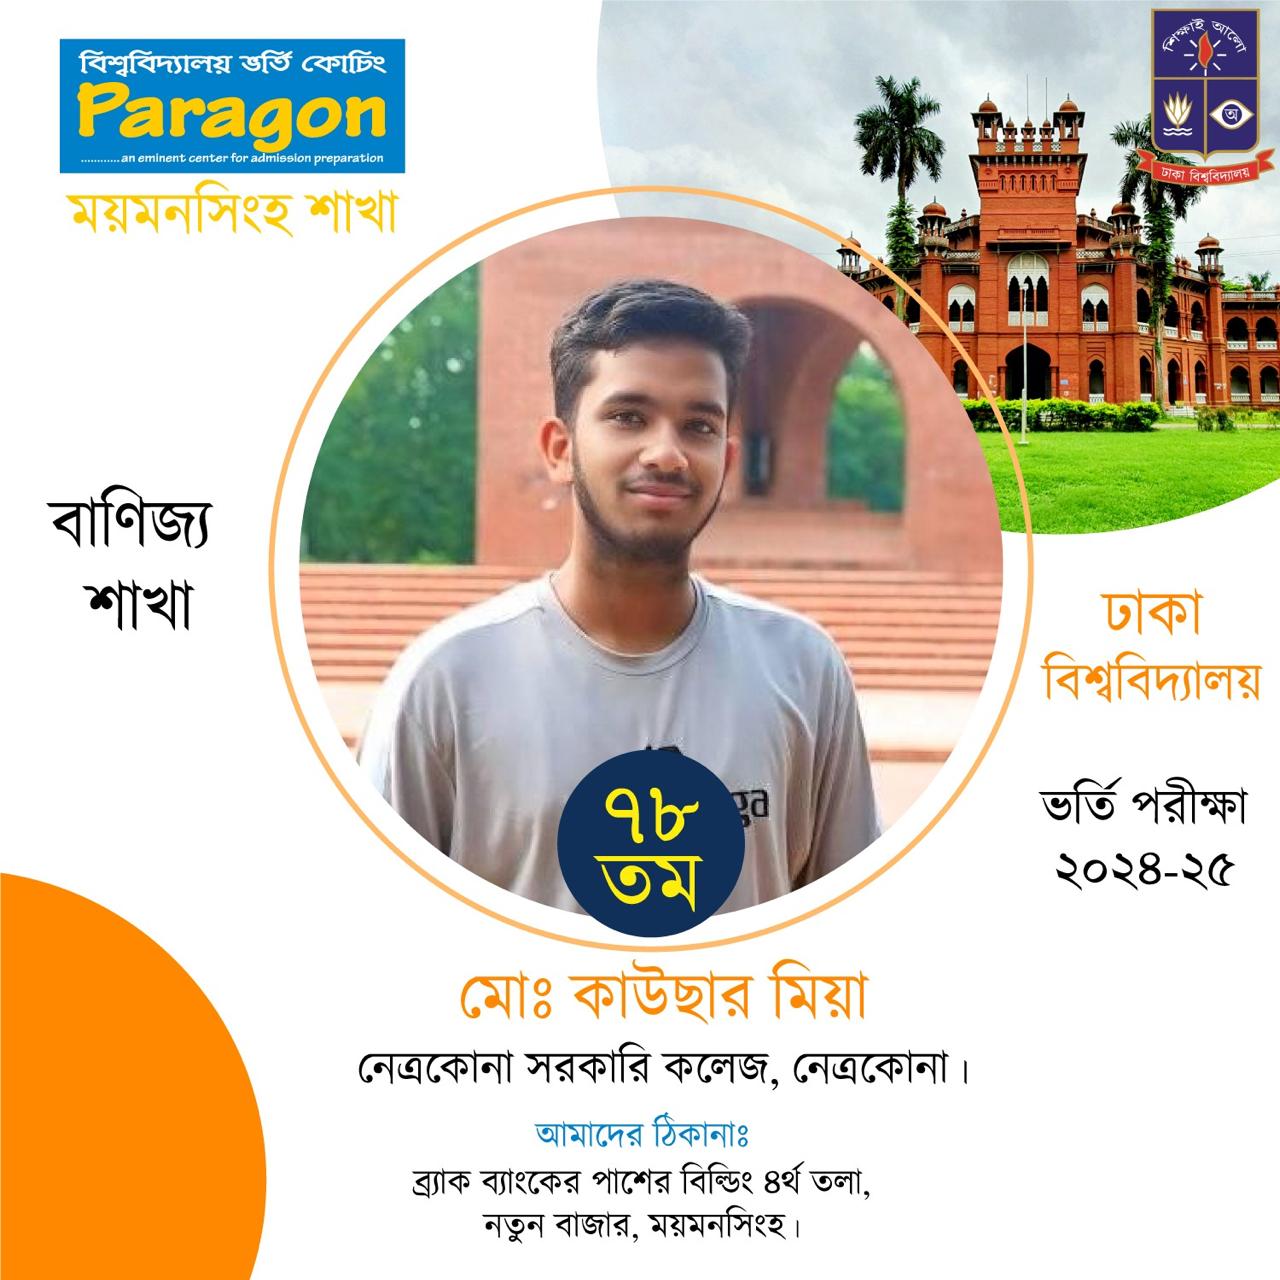 বিশ্ববিদ্যালয় ভর্তি কোচিং
Paragon
............an eminent center for admission preparation
ময়মনসিংহ শাখা
শিক্ষাই আলো
অ
ঢাকা বিশ্ববিদ্যালয়
বাণিজ্য
শাখা
ঢাকা
বিশ্ববিদ্যালয়
ভর্তি পরীক্ষা
২০২৪-২৫
৭৮
তম
মোঃ কাউছার মিয়া
নেত্রকোনা সরকারি কলেজ, নেত্রকোনা।
আমাদের ঠিকানাঃ
ব্র্যাক ব্যাংকের পাশের বিল্ডিং ৪র্থ তলা,
নতুন বাজার, ময়মনসিংহ।